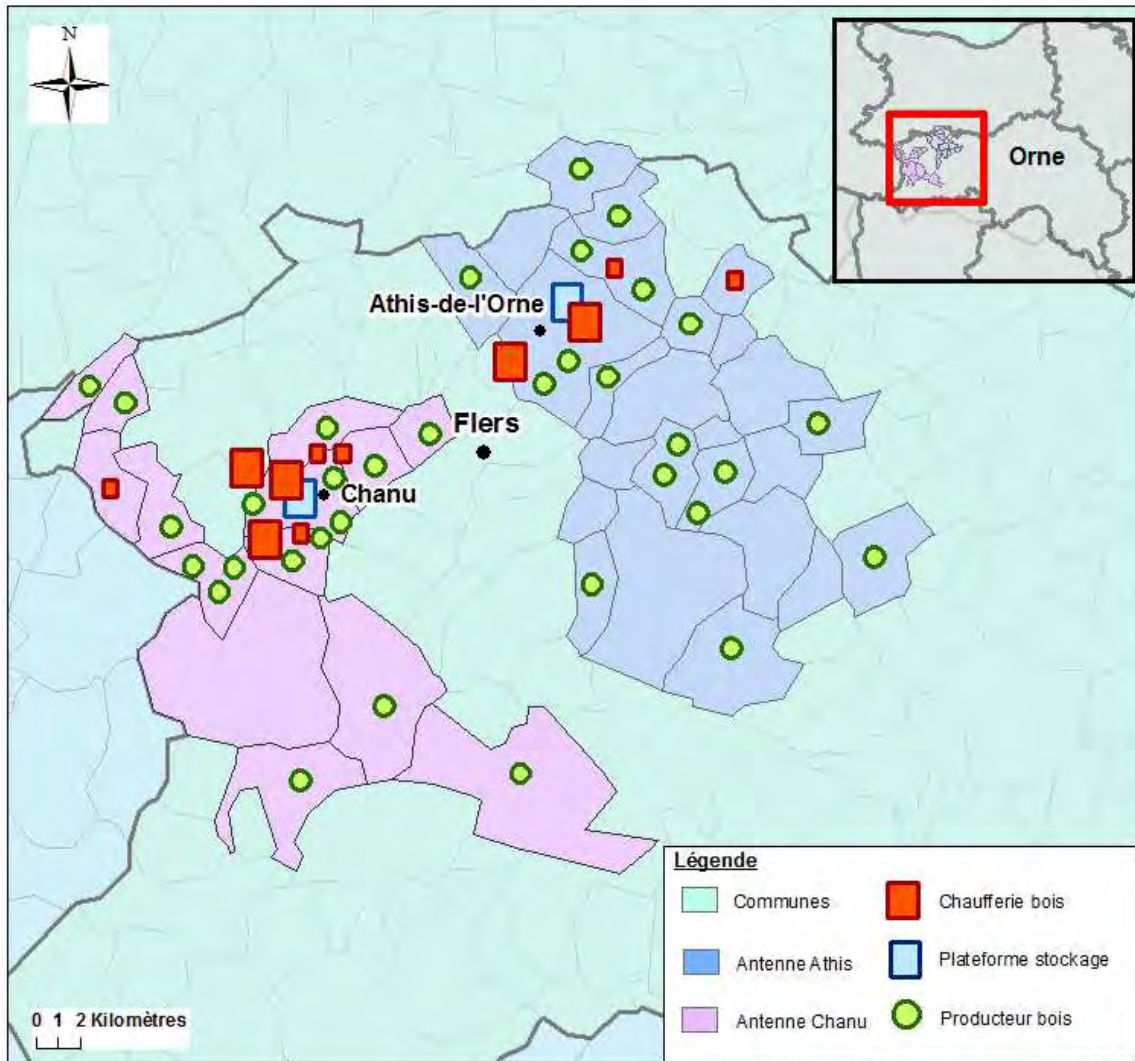 N
Orne
Athis-de-l'Orne
Flers
Chanu
Légende
Communes
Chaufferie bois
Antenne Athis
Plateforme stockage
Antenne Chanu
Producteur bois
0 1 2 Kilomètres